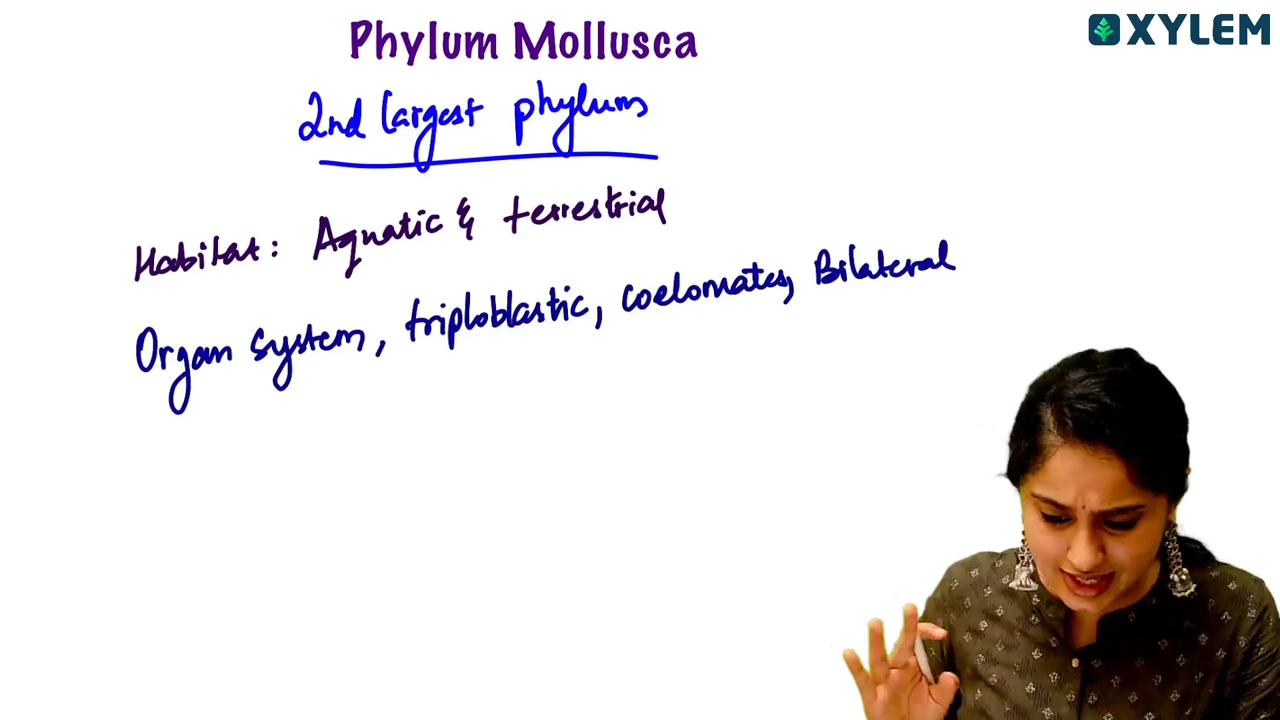 XYLEM
Phylum Mollusca
2nd largest phylum
Habitat: Aquatic & terrestrial
Organ system, triploblastic, coelomates, Bilateral